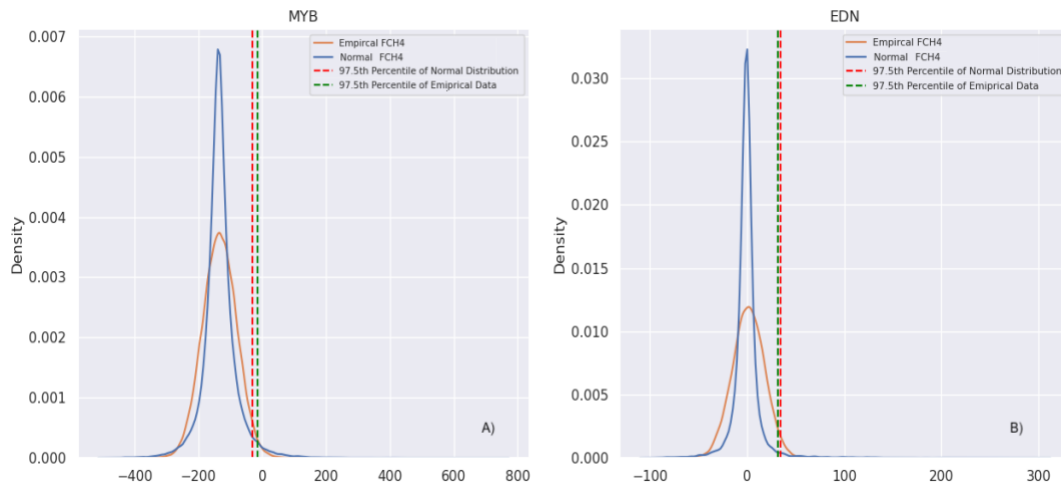 MYB
Empircal FCH4
Normal FCH4
97.5th Percentile of Normal Distribution
97.5th Percentile of Emiprical Data
0.007
0.006
0.005
0.004
0.003
0.002
0.001
0.000
Density
−400
−200
0
200
400
600
800
A)
EDN
Empircal FCH4
Normal FCH4
97.5th Percentile of Normal Distribution
97.5th Percentile of Emiprical Data
0.030
0.025
0.020
0.015
0.010
0.005
0.000
Density
−100
0
100
200
300
B)